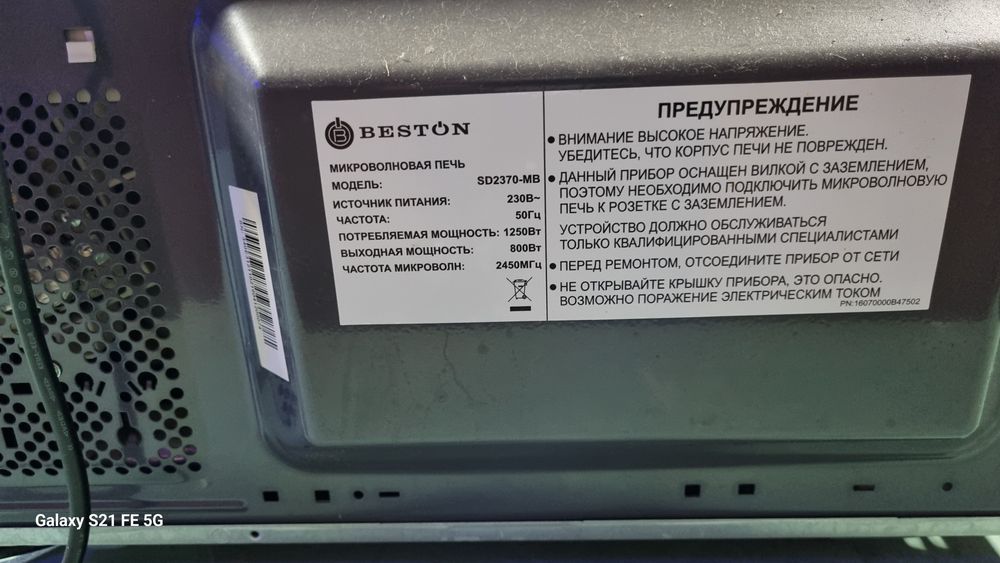 BESTON
МИКРОВОЛНОВАЯ ПЕЧЬ
МОДЕЛЬ: SD2370-MB
ИСТОЧНИК ПИТАНИЯ: 230В~
ЧАСТОТА: 50Гц
ПОТРЕБЛЯЕМАЯ МОЩНОСТЬ: 1250Вт
ВЫХОДНАЯ МОЩНОСТЬ: 800Вт
ЧАСТОТА МИКРОВОЛН: 2450МГц
ПРЕДУПРЕЖДЕНИЕ
● ВНИМАНИЕ ВЫСОКОЕ НАПРЯЖЕНИЕ.
УБЕДИТЕСЬ, ЧТО КОРПУС ПЕЧИ НЕ ПОВРЕЖДЕН.
● ДАННЫЙ ПРИБОР ОСНАЩЕН ВИЛКОЙ С ЗАЗЕМЛЕНИЕМ,
ПОЭТОМУ НЕОБХОДИМО ПОДКЛЮЧИТЬ МИКРОВОЛНОВУЮ
ПЕЧЬ К РОЗЕТКЕ С ЗАЗЕМЛЕНИЕМ.
УСТРОЙСТВО ДОЛЖНО ОБСЛУЖИВАТЬСЯ
ТОЛЬКО КВАЛИФИЦИРОВАННЫМИ СПЕЦИАЛИСТАМИ
● ПЕРЕД РЕМОНТОМ, ОТСОЕДИНИТЕ ПРИБОР ОТ СЕТИ
● НЕ ОТКРЫВАЙТЕ КРЫШКУ ПРИБОРА, ЭТО ОПАСНО.
ВОЗМОЖНО ПОРАЖЕНИЕ ЭЛЕКТРИЧЕСКИМ ТОКОМ
PN:16070000B47502
Galaxy S21 FE 5G